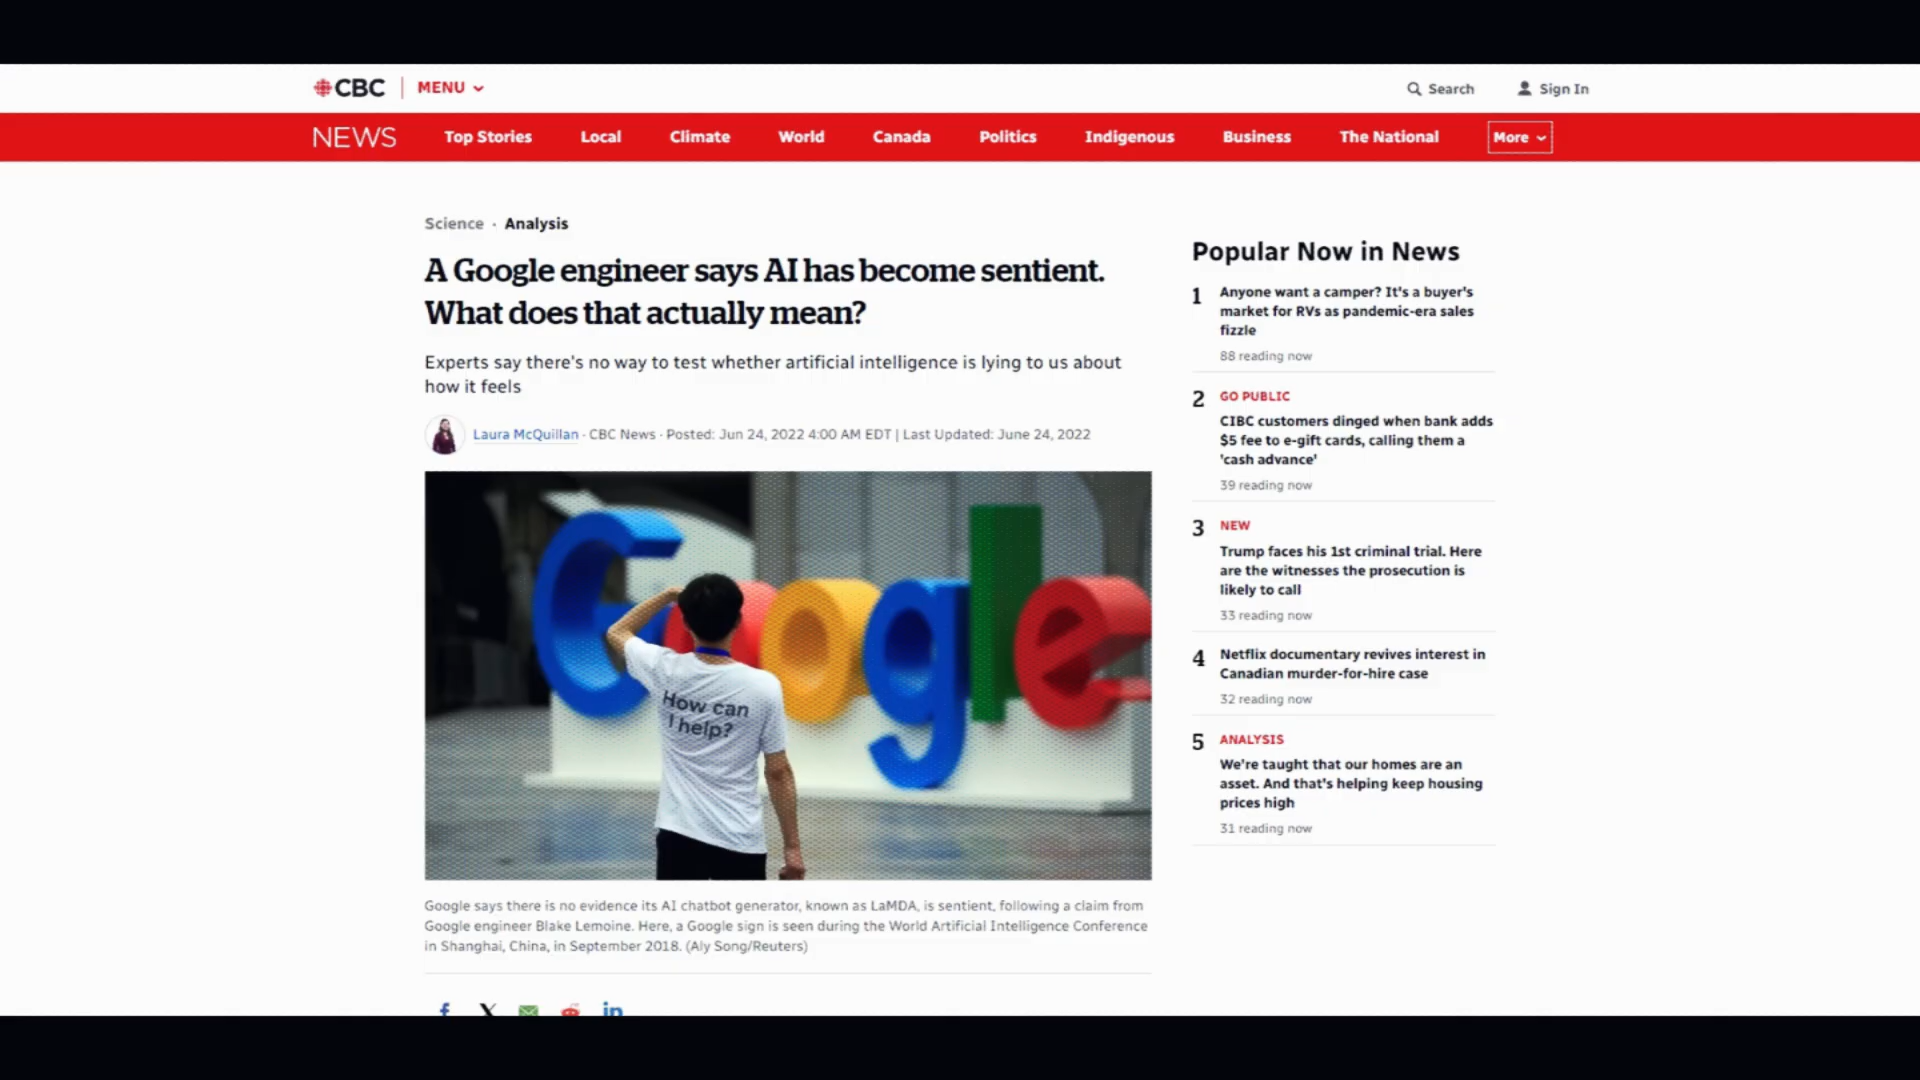 CBC MENU
Search Sign In
NEWS Top Stories Local Climate World Canada Politics Indigenous Business The National More
Science · Analysis
A Google engineer says AI has become sentient.
What does that actually mean?
Experts say there's no way to test whether artificial intelligence is lying to us about
how it feels
Laura McQuillan · CBC News · Posted: Jun 24, 2022 4:00 AM EDT | Last Updated: June 24, 2022
Google
How can
I help?
Google says there is no evidence its AI chatbot generator, known as LaMDA, is sentient, following a claim from
Google engineer Blake Lemoine. Here, a Google sign is seen during the World Artificial Intelligence Conference
in Shanghai, China, in September 2018. (Aly Song/Reuters)
Popular Now in News
1 Anyone want a camper? It's a buyer's
market for RVs as pandemic-era sales
fizzle
88 reading now
2 GO PUBLIC
CIBC customers dinged when bank adds
$5 fee to e-gift cards, calling them a
'cash advance'
39 reading now
3 NEW
Trump faces his 1st criminal trial. Here
are the witnesses the prosecution is
likely to call
33 reading now
4 Netflix documentary revives interest in
Canadian murder-for-hire case
32 reading now
5 ANALYSIS
We're taught that our homes are an
asset. And that's helping keep housing
prices high
31 reading now